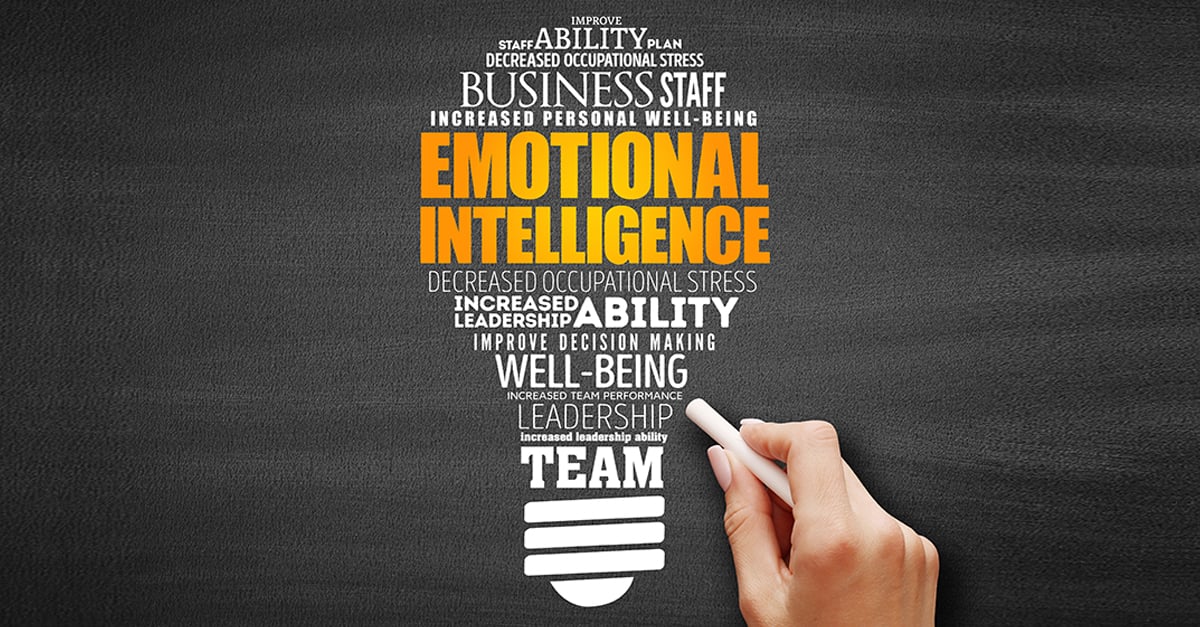 IMPROVE
STAFF ABILITY PLAN
DECREASED OCCUPATIONAL STRESS
BUSINESS STAFF
INCREASED PERSONAL WELL-BEING
EMOTIONAL
INTELLIGENCE
DECREASED OCCUPATIONAL STRESS
INCREASED
LEADERSHIP ABILITY
IMPROVE DECISION MAKING
WELL-BEING
INCREASED TEAM PERFORMANCE
LEADERSHIP
increased leadership ability
TEAM